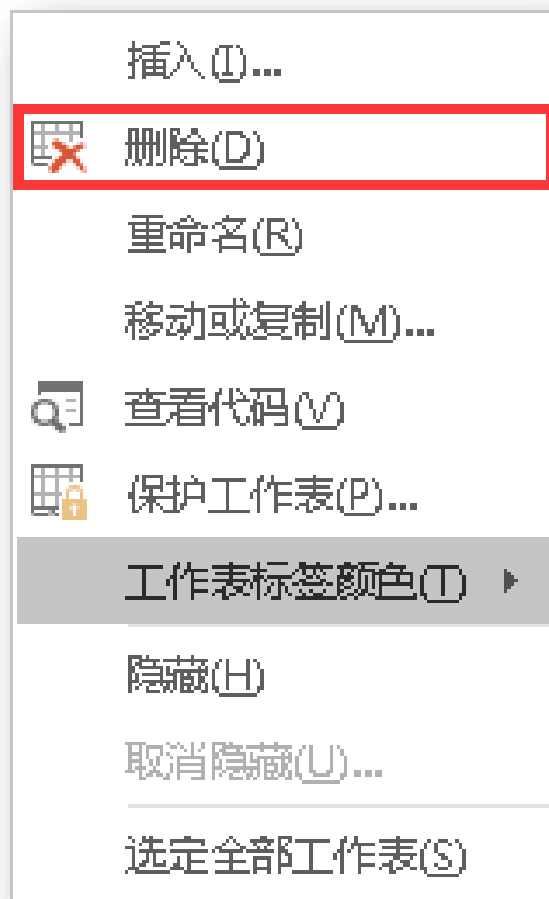 插入(I)...
删除(D)
重命名(R)
移动或复制(M)...
查看代码(V)
保护工作表(P)...
工作表标签颜色(T)
隐藏(H)
取消隐藏(U)...
选定全部工作表(S)